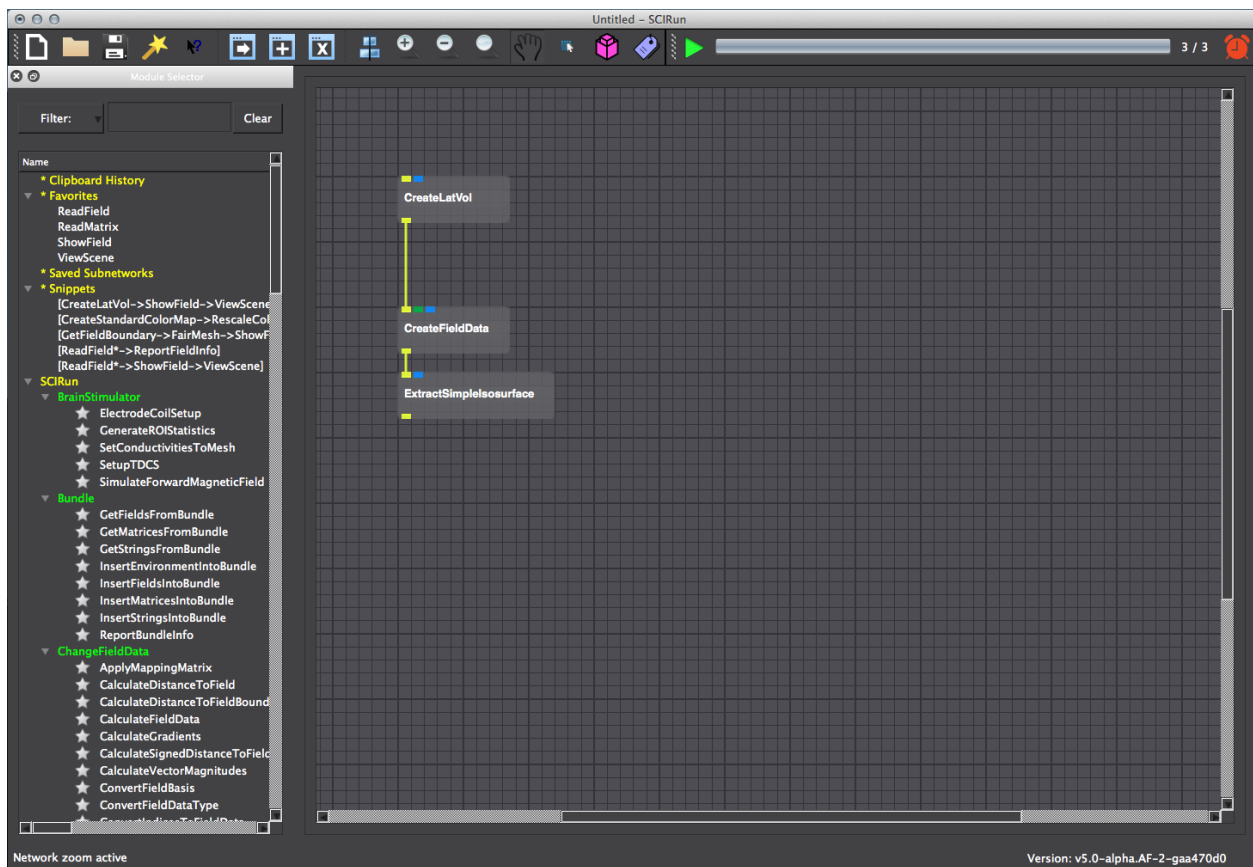 Untitled – SCIRun
3 / 3
Module Selector
Filter:
Clear
Name
* Clipboard History
* Favorites
ReadField
ReadMatrix
ShowField
ViewScene
* Saved Subnetworks
* Snippets
[CreateLatVol->ShowField->ViewScene
[CreateStandardColorMap->RescaleCol
[GetFieldBoundary->FairMesh->ShowF
[ReadField*->ReportFieldInfo]
[ReadField*->ShowField->ViewScene]
SCIRun
BrainStimulator
ElectrodeCoilSetup
GenerateROIStatistics
SetConductivitiesToMesh
SetupTDCS
SimulateForwardMagneticField
Bundle
GetFieldsFromBundle
GetMatricesFromBundle
GetStringsFromBundle
InsertEnvironmentIntoBundle
InsertFieldsIntoBundle
InsertMatricesIntoBundle
InsertStringsIntoBundle
ReportBundleInfo
ChangeFieldData
ApplyMappingMatrix
CalculateDistanceToField
CalculateDistanceToFieldBound
CalculateFieldData
CalculateGradients
CalculateSignedDistanceToField
CalculateVectorMagnitudes
ConvertFieldBasis
ConvertFieldDataType
CreateLatVol
CreateFieldData
ExtractSimpleIsosurface
Network zoom active
Version: v5.0-alpha.AF-2-gaa470d0